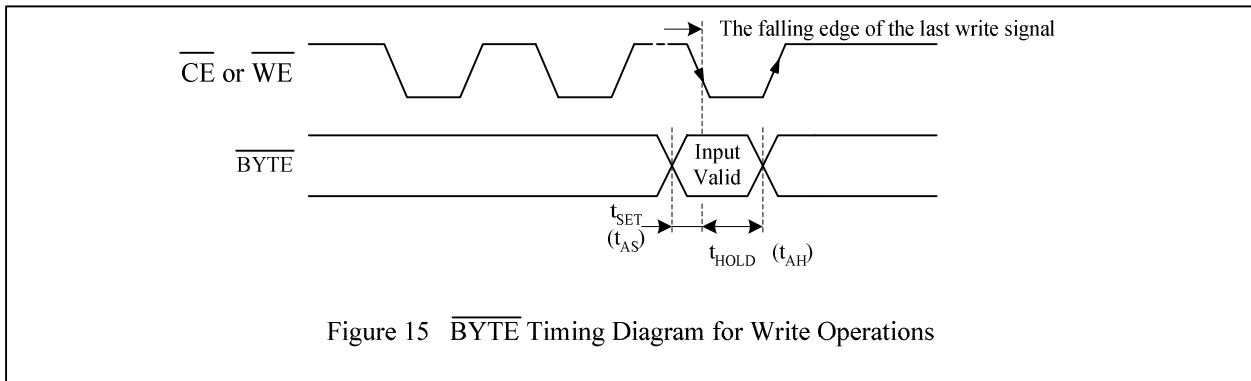 The falling edge of the last write signal
CE or WE
BYTE
Input
Valid
tSET
(tAS)
tHOLD (tAH)
Figure 15 BYTE Timing Diagram for Write Operations